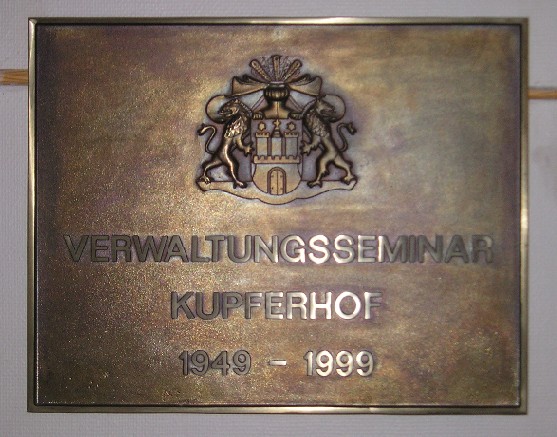 VERWALTUNGSSEMINAR
KUPFERHOF
1949 - 1999